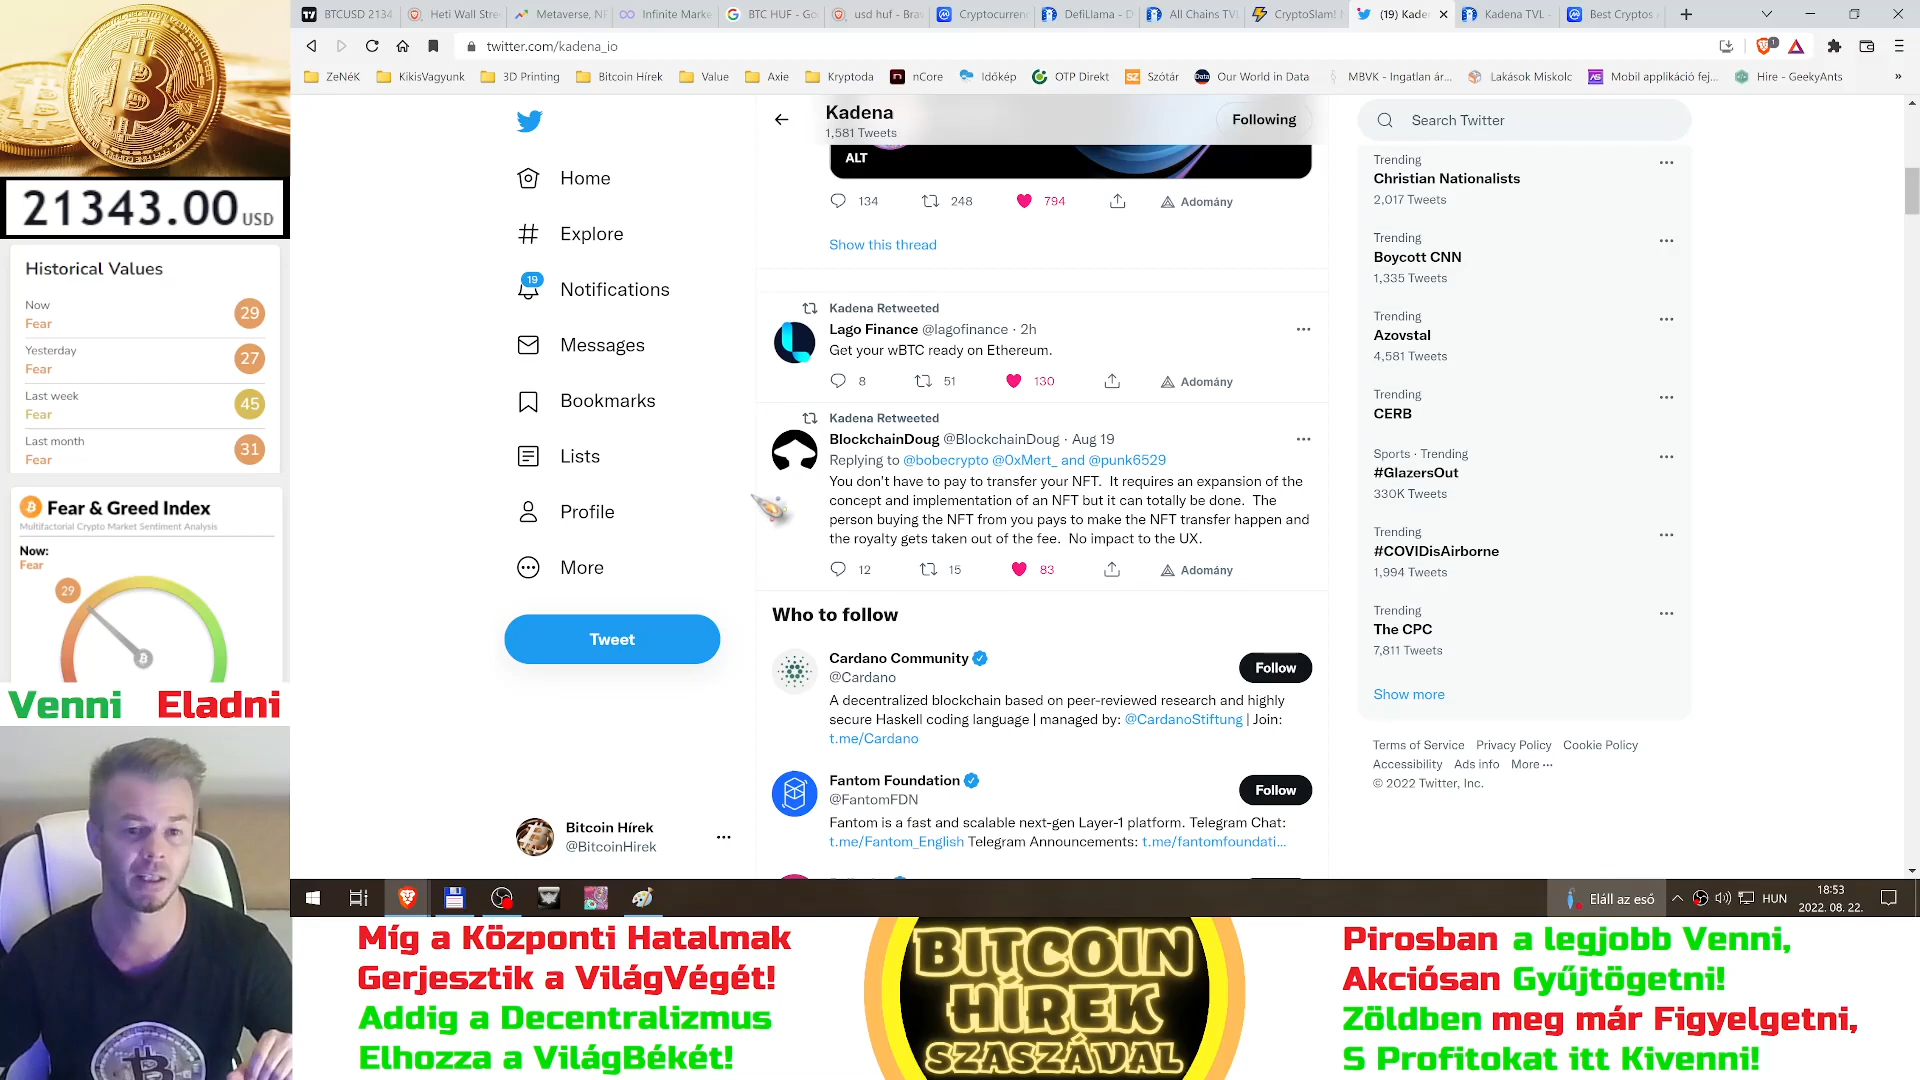 BTCUSD 2134
Heti Wall Stre
Metaverse, NF
Infinite Marke
BTC HUF - Go
usd huf - Brav
Cryptocurren
DefiLlama - D
All Chains TVL
CryptoSlam!
(19) Kade
Kadena TVL -
Best Cryptos
twitter.com/kadena_io
ZeNéK
KikisVagyunk
3D Printing
Bitcoin Hírek
Value
Axie
Kryptoda
nCore
Időkép
OTP Direkt
Szótár
Our World in Data
MBVK - Ingatlan ár...
Lakások Miskolc
Mobil applikáció fej...
Hire - GeekyAnts
21343.00 USD
Historical Values
Now
Fear
29
Yesterday
Fear
27
Last week
Fear
45
Last month
Fear
31
Fear & Greed Index
Multifactorial Crypto Market Sentiment Analysis
Now:
Fear
29
Venni Eladni
Home
Explore
19
Notifications
Messages
Bookmarks
Lists
Profile
More
Tweet
Bitcoin Hírek
@BitcoinHirek
Kadena
1,581 Tweets
Following
ALT
134 248 794 Adomány
Show this thread
Kadena Retweeted
Lago Finance @lagofinance · 2h
Get your wBTC ready on Ethereum.
8 51 130 Adomány
Kadena Retweeted
BlockchainDoug @BlockchainDoug · Aug 19
Replying to @bobecrypto @0xMert_ and @punk6529
You don't have to pay to transfer your NFT. It requires an expansion of the
concept and implementation of an NFT but it can totally be done. The
person buying the NFT from you pays to make the NFT transfer happen and
the royalty gets taken out of the fee. No impact to the UX.
12 15 83 Adomány
Who to follow
Cardano Community
@Cardano
Follow
A decentralized blockchain based on peer-reviewed research and highly
secure Haskell coding language | managed by: @CardanoStiftung | Join:
t.me/Cardano
Fantom Foundation
@FantomFDN
Follow
Fantom is a fast and scalable next-gen Layer-1 platform. Telegram Chat:
t.me/Fantom_English Telegram Announcements: t.me/fantomfoundati...
Search Twitter
Trending
Christian Nationalists
2,017 Tweets
Trending
Boycott CNN
1,335 Tweets
Trending
Azovstal
4,581 Tweets
Trending
CERB
Sports · Trending
#GlazersOut
330K Tweets
Trending
#COVIDisAirborne
1,994 Tweets
Trending
The CPC
7,811 Tweets
Show more
Terms of Service Privacy Policy Cookie Policy
Accessibility Ads info More ···
© 2022 Twitter, Inc.
Eláll az eső
HUN
18:53
2022. 08. 22.
Míg a Központi Hatalmak
Gerjesztik a VilágVégét!
Addig a Decentralizmus
Elhozza a VilágBékét!
BITCOIN
HÍREK
SZASZÁVAL
Pirosban a legjobb Venni,
Akciósan Gyűjtögetni!
Zöldben meg már Figyelgetni,
S Profitokat itt Kivenni!